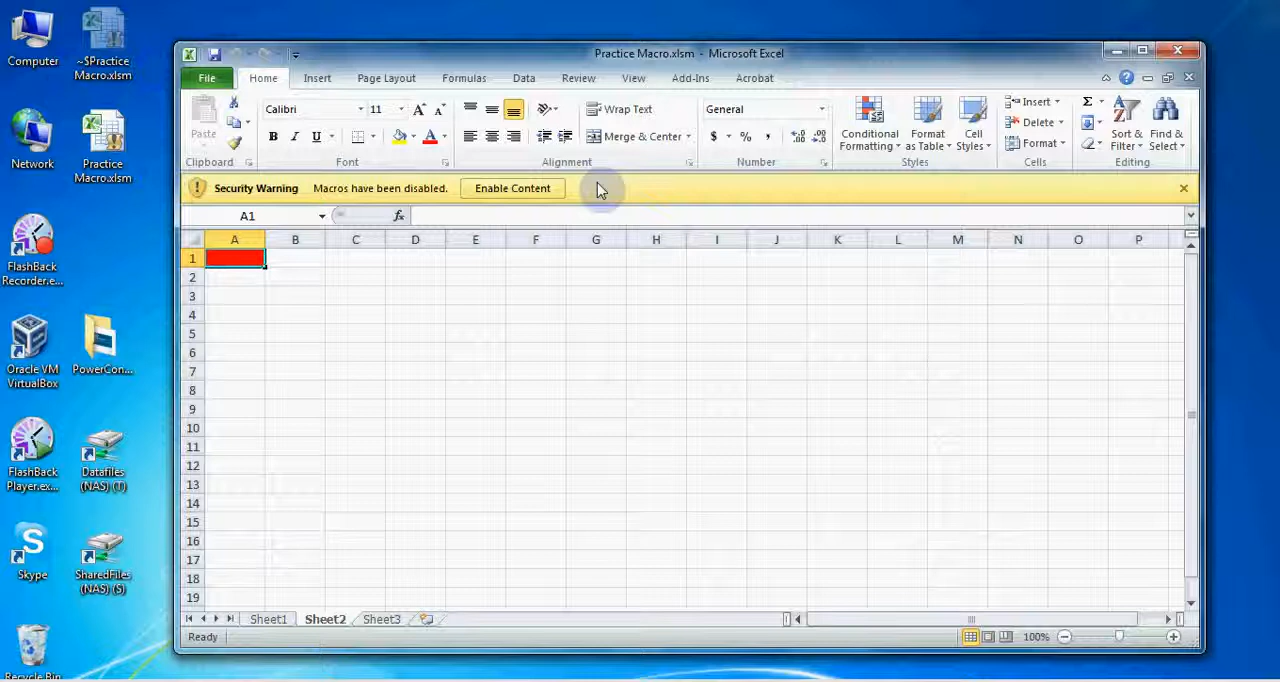 Computer
~$Practice
Macro.xlsm
Network
Practice
Macro.xlsm
FlashBack
Recorder.e...
Oracle VM
VirtualBox
PowerCon...
FlashBack
Player.ex...
Datafiles
(NAS) (T)
Skype
SharedFiles
(NAS) (S)
Recycle Bin
Practice Macro.xlsm - Microsoft Excel
File Home Insert Page Layout Formulas Data Review View Add-Ins Acrobat
Paste
Clipboard
Calibri 11
B I U
Font
Wrap Text
Merge & Center
Alignment
General
$ % ,
Number
Conditional
Formatting
Format
as Table
Cell
Styles
Styles
Insert
Delete
Format
Cells
Σ
Sort &
Filter
Find &
Select
Editing
Security Warning Macros have been disabled. Enable Content
A1 fx
A B C D E F G H I J K L M N O P
1
2
3
4
5
6
7
8
9
10
11
12
13
14
15
16
17
18
19
Sheet1 Sheet2 Sheet3
Ready 100%